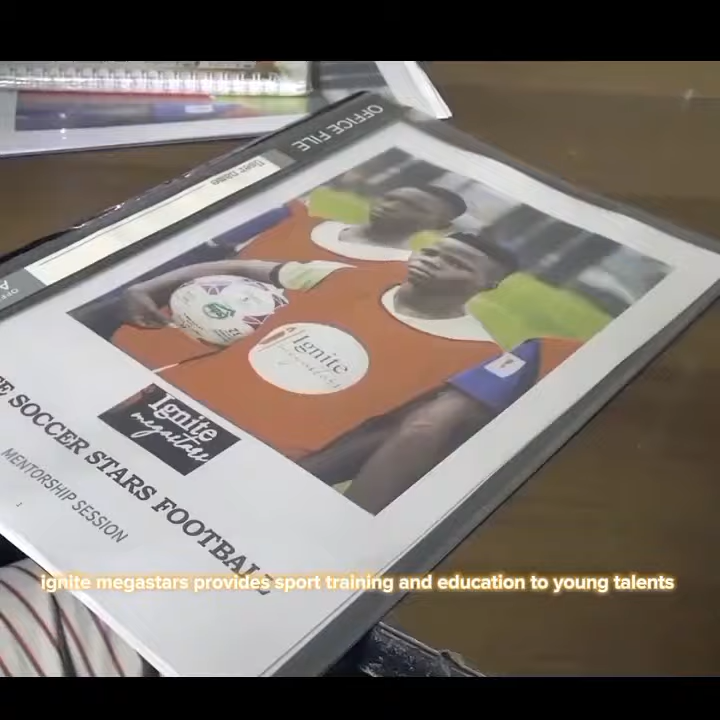 OFFICE FILE
Ignite
megastars
Ignite
megastars
E SOCCER STARS FOOTBALL
MENTORSHIP SESSION
ignite megastars provides sport training and education to young talents